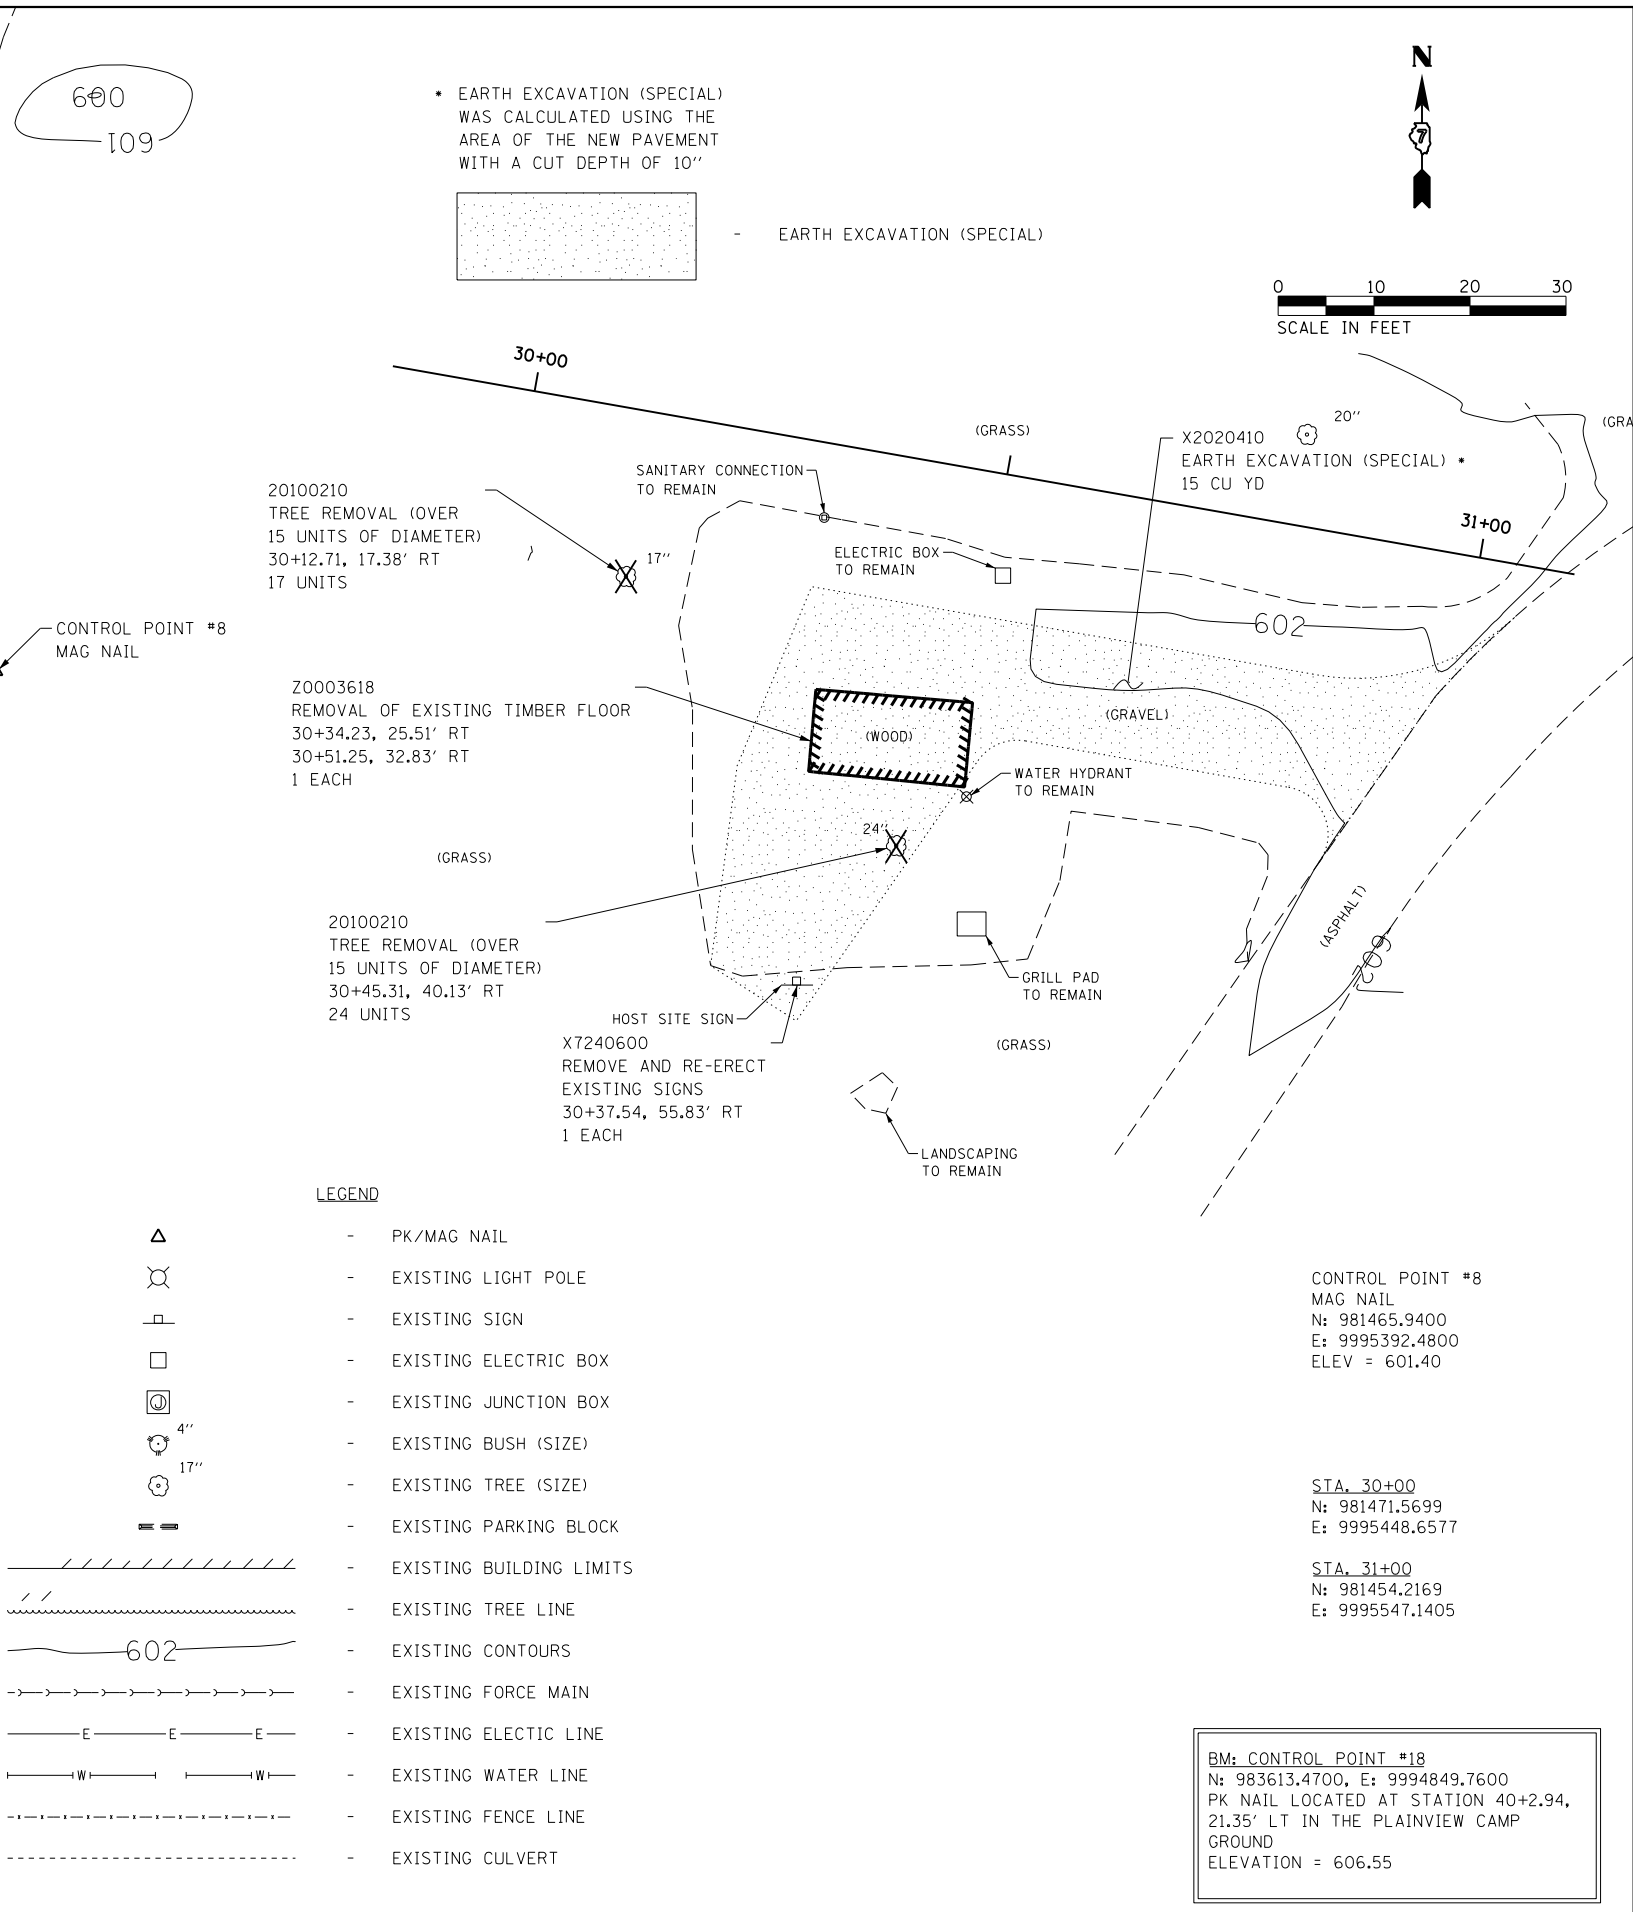 600
601
* EARTH EXCAVATION (SPECIAL)
WAS CALCULATED USING THE
AREA OF THE NEW PAVEMENT
WITH A CUT DEPTH OF 10''
- EARTH EXCAVATION (SPECIAL)
N
7
0 10 20 30
SCALE IN FEET
30+00
(GRASS)
20''
(GRA
X2020410
EARTH EXCAVATION (SPECIAL) *
15 CU YD
31+00
SANITARY CONNECTION
TO REMAIN
20100210
TREE REMOVAL (OVER
15 UNITS OF DIAMETER)
30+12.71, 17.38' RT
17 UNITS
17''
ELECTRIC BOX
TO REMAIN
CONTROL POINT #8
MAG NAIL
602
Z0003618
REMOVAL OF EXISTING TIMBER FLOOR
30+34.23, 25.51' RT
30+51.25, 32.83' RT
1 EACH
(WOOD)
(GRAVEL)
WATER HYDRANT
TO REMAIN
24''
(GRASS)
20100210
TREE REMOVAL (OVER
15 UNITS OF DIAMETER)
30+45.31, 40.13' RT
24 UNITS
(ASPHALT)
602
GRILL PAD
TO REMAIN
HOST SITE SIGN
X7240600
REMOVE AND RE-ERECT
EXISTING SIGNS
30+37.54, 55.83' RT
1 EACH
(GRASS)
LANDSCAPING
TO REMAIN
LEGEND
- PK/MAG NAIL
- EXISTING LIGHT POLE
- EXISTING SIGN
- EXISTING ELECTRIC BOX
J - EXISTING JUNCTION BOX
4'' - EXISTING BUSH (SIZE)
17'' - EXISTING TREE (SIZE)
- EXISTING PARKING BLOCK
- EXISTING BUILDING LIMITS
- EXISTING TREE LINE
602 - EXISTING CONTOURS
- EXISTING FORCE MAIN
E E E - EXISTING ELECTIC LINE
W W - EXISTING WATER LINE
- EXISTING FENCE LINE
- EXISTING CULVERT
CONTROL POINT #8
MAG NAIL
N: 981465.9400
E: 9995392.4800
ELEV = 601.40
STA. 30+00
N: 981471.5699
E: 9995448.6577
STA. 31+00
N: 981454.2169
E: 9995547.1405
BM: CONTROL POINT #18
N: 983613.4700, E: 9994849.7600
PK NAIL LOCATED AT STATION 40+2.94,
21.35' LT IN THE PLAINVIEW CAMP
GROUND
ELEVATION = 606.55